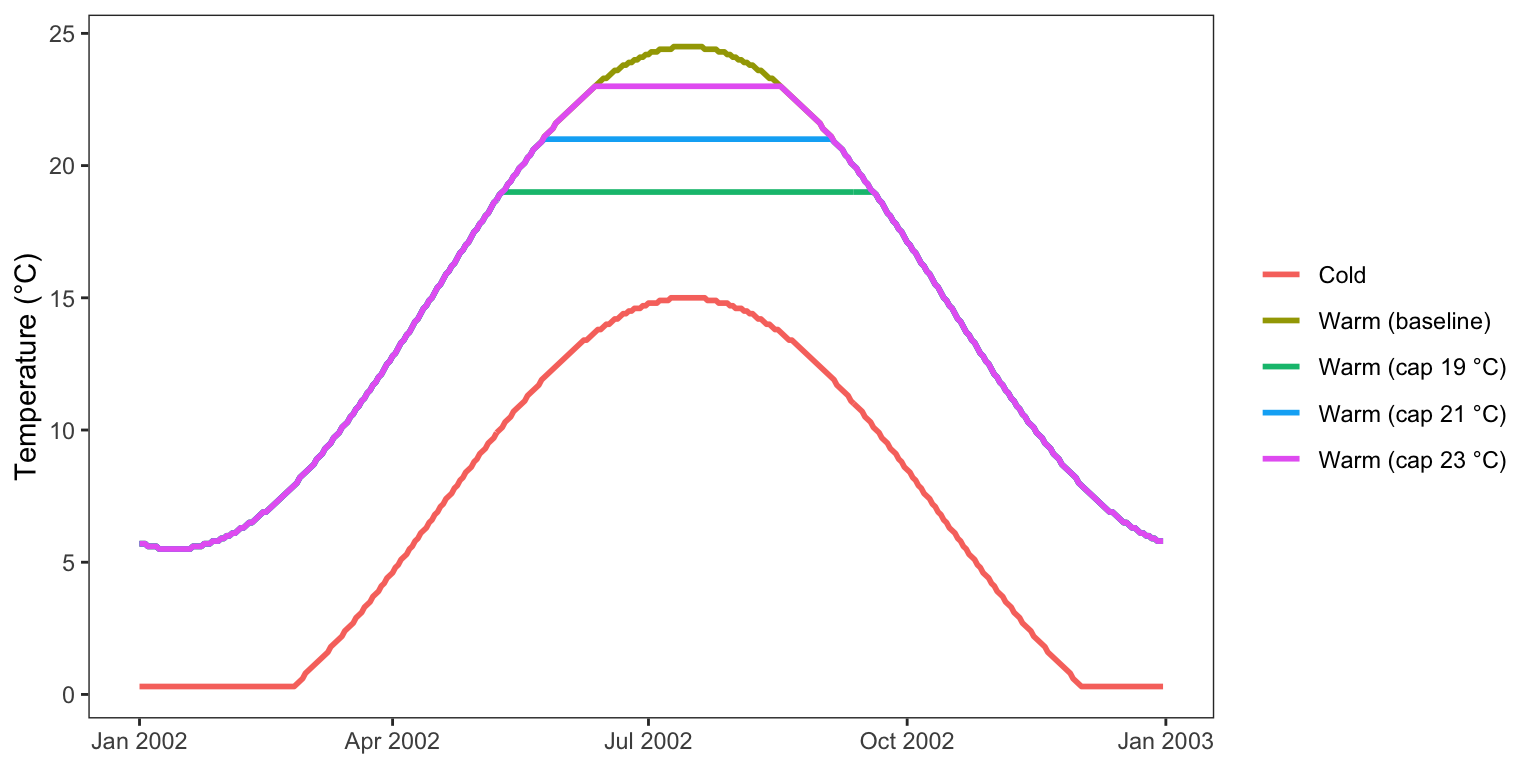 Temperature (°C)
25
20
15
10
5
0
Jan 2002
Apr 2002
Jul 2002
Oct 2002
Jan 2003
Cold
Warm (baseline)
Warm (cap 19 °C)
Warm (cap 21 °C)
Warm (cap 23 °C)